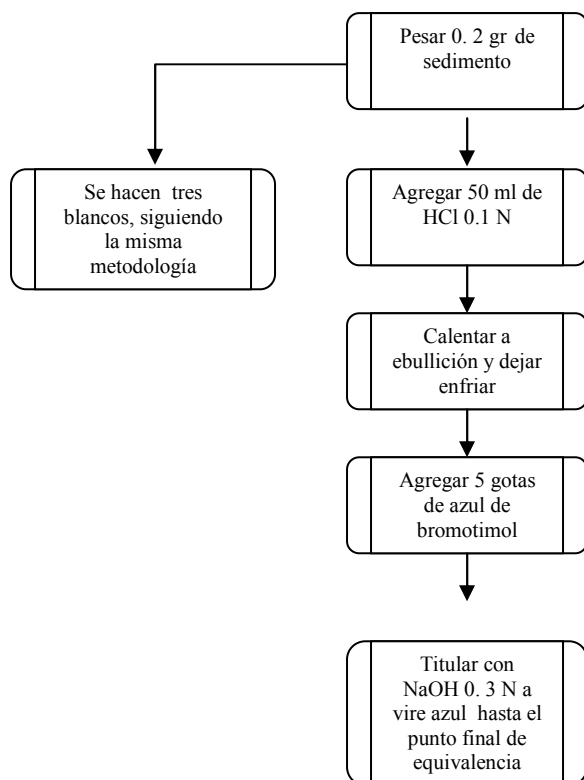 Pesar 0. 2 gr de
sedimento
Se hacen tres
blancos, siguiendo
la misma
metodología
Agregar 50 ml de
HCl 0.1 N
Calentar a
ebullición y dejar
enfriar
Agregar 5 gotas
de azul de
bromotimol
Titular con
NaOH 0. 3 N a
vire azul hasta el
punto final de
equivalencia